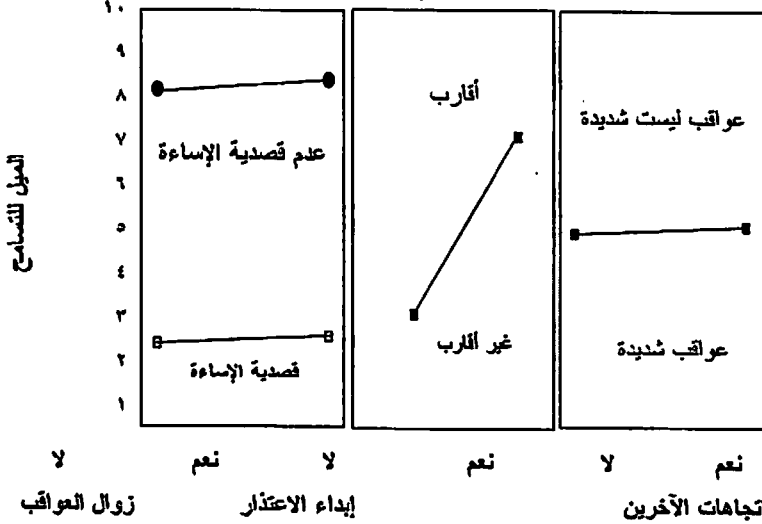 ١٠
٩
٨
٧
٦
٥
٤
٣
٢
١
الميل للتسامح
عدم قصدية الإساءة
قصدية الإساءة
أقارب
غير أقارب
عواقب ليست شديدة
عواقب شديدة
نعم لا نعم لا نعم لا
تجاهات الآخرين إبداء الاعتذار زوال العواقب